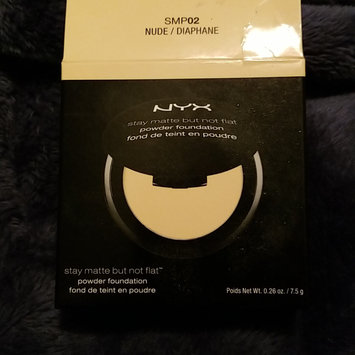 SMP02
NUDE / DIAPHANE
NYX
stay matte but not flat
powder foundation
fond de teint en poudre
stay matte but not flat™
powder foundation
fond de teint en poudre
Poids Net Wt. 0.26 oz. / 7.5 g